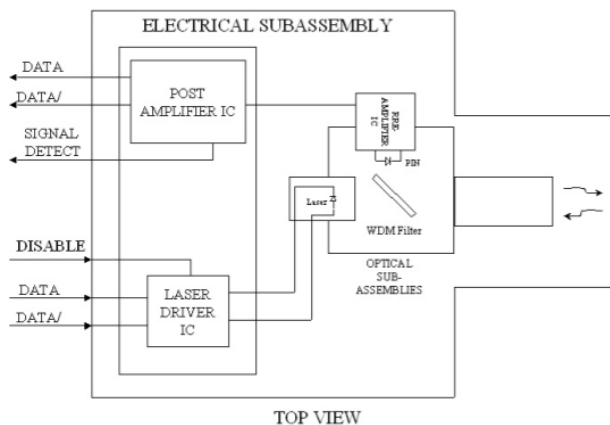 ELECTRICAL SUBASSEMBLY
DATA
DATA/
SIGNAL
DETECT
POST
AMPLIFIER IC
PRE-
AMPLIFIER
IC
PIN
Laser
WDM Filter
OPTICAL
SUB-
ASSEMBLIES
DISABLE
DATA
DATA/
LASER
DRIVER
IC
TOP VIEW